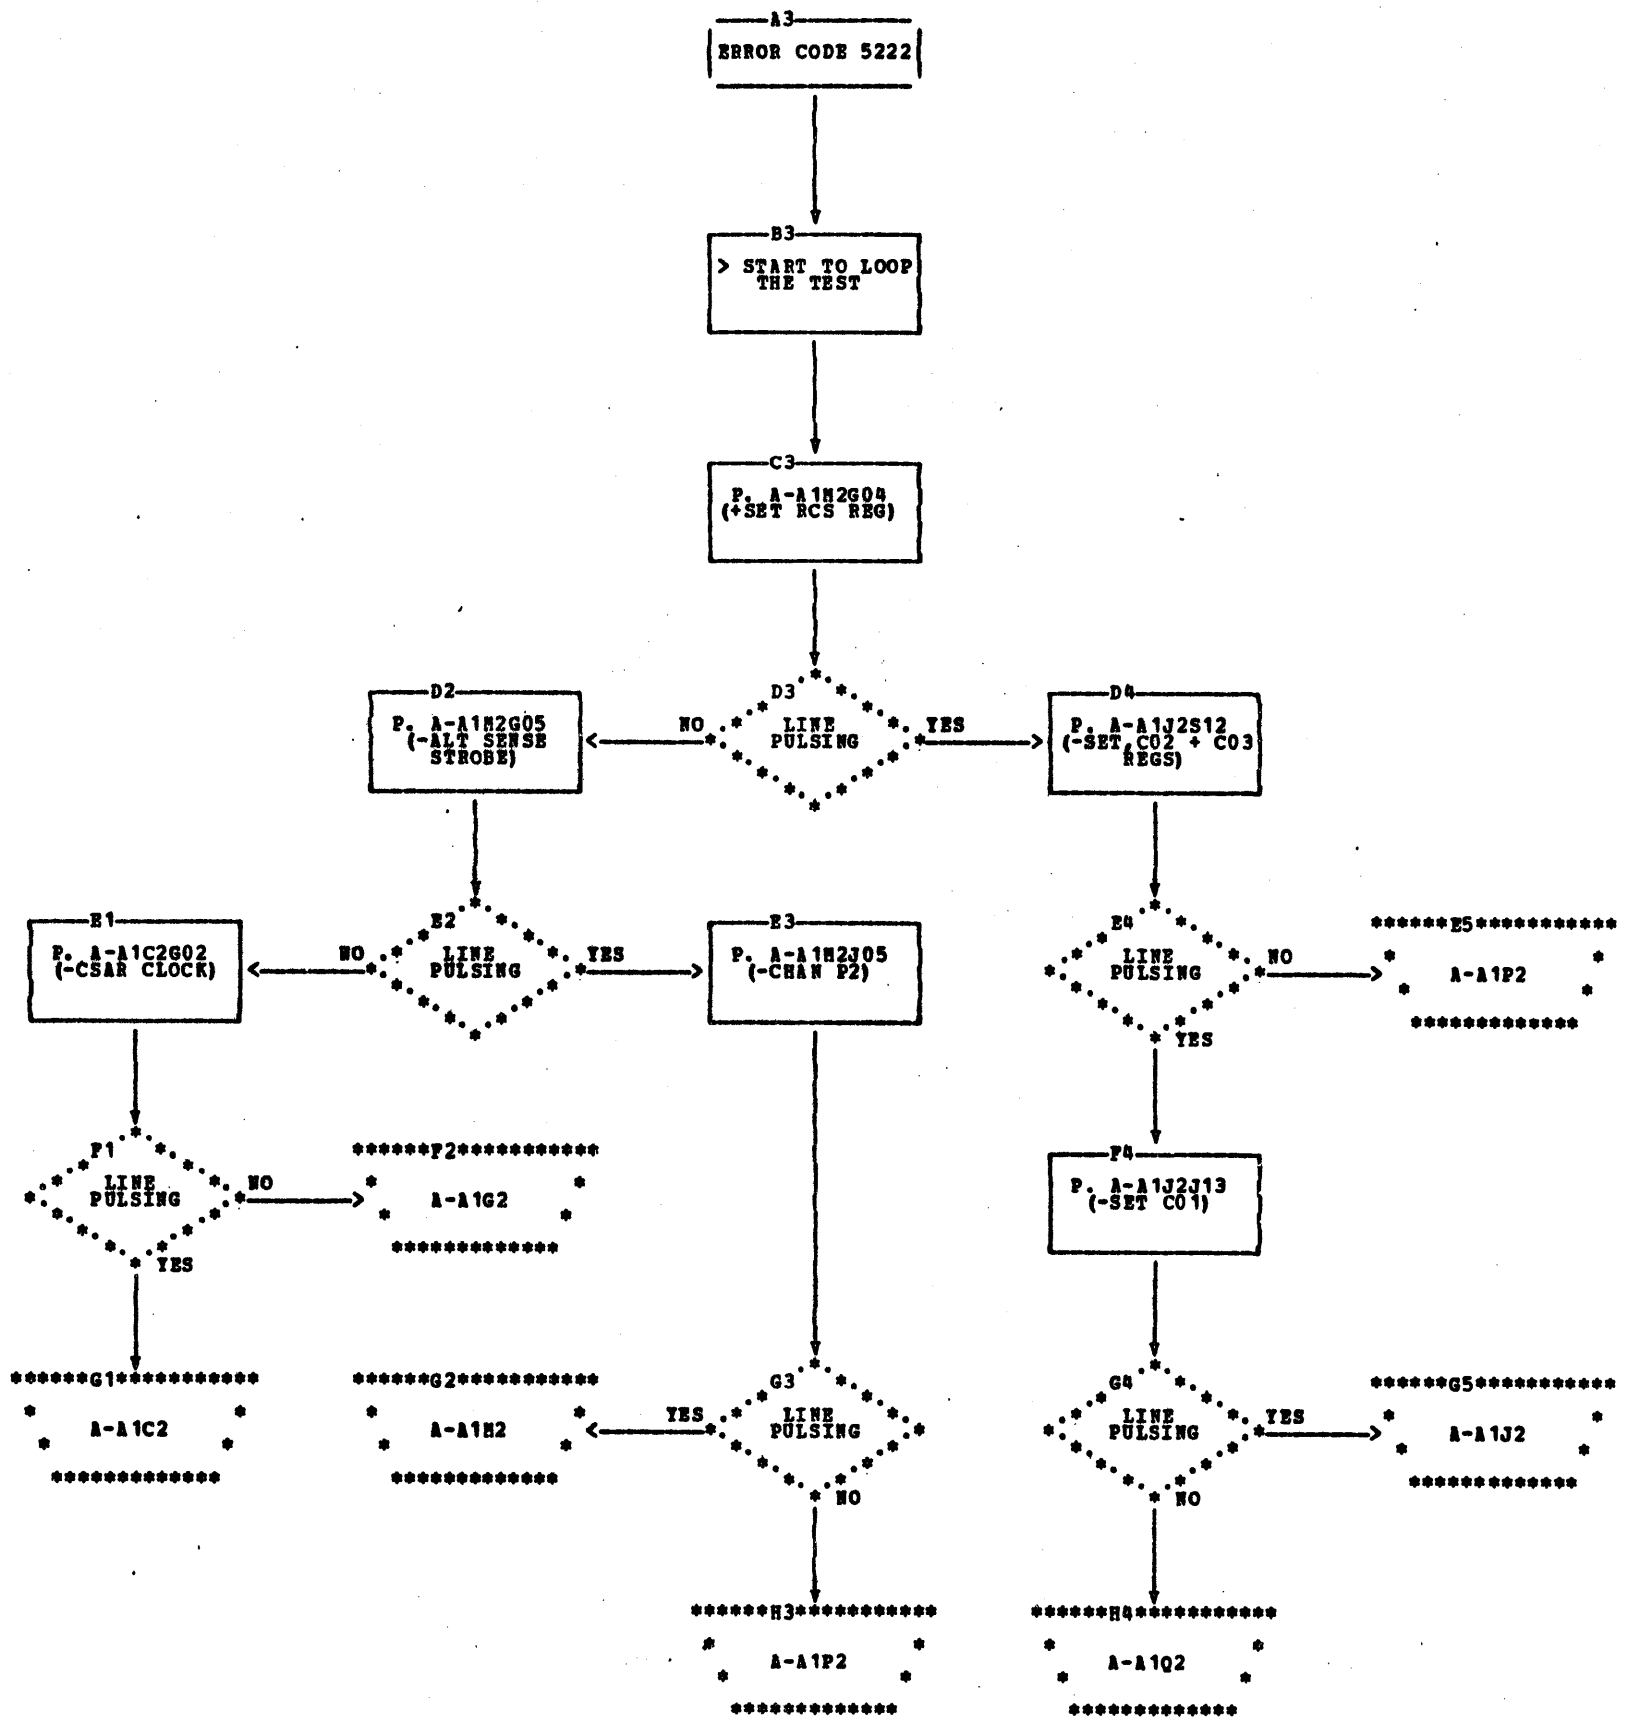 A3
ERROR CODE 5222
B3
> START TO LOOP
THE TEST
C3
P. A-A1M2G04
(+SET RCS REG)
D2
P. A-A1M2G05
(-ALT SENSE
STROBE)
NO
D3
LINE
PULSING
YES
D4
P. A-A1J2S12
(-SET C02 + C03
REGS)
E1
P. A-A1C2G02
(-CSAR CLOCK)
NO
E2
LINE
PULSING
YES
E3
P. A-A1M2J05
(-CHAN P2)
E4
LINE
PULSING
NO
YES
******E5***********
A-A1P2
F1
LINE
PULSING
NO
YES
******F2***********
A-A1G2
F4
P. A-A1J2J13
(-SET C01)
******G1***********
A-A1C2
******G2***********
A-A1M2
YES
G3
LINE
PULSING
NO
G4
LINE
PULSING
YES
NO
******G5***********
A-A1J2
******H3***********
A-A1P2
******H4***********
A-A1Q2